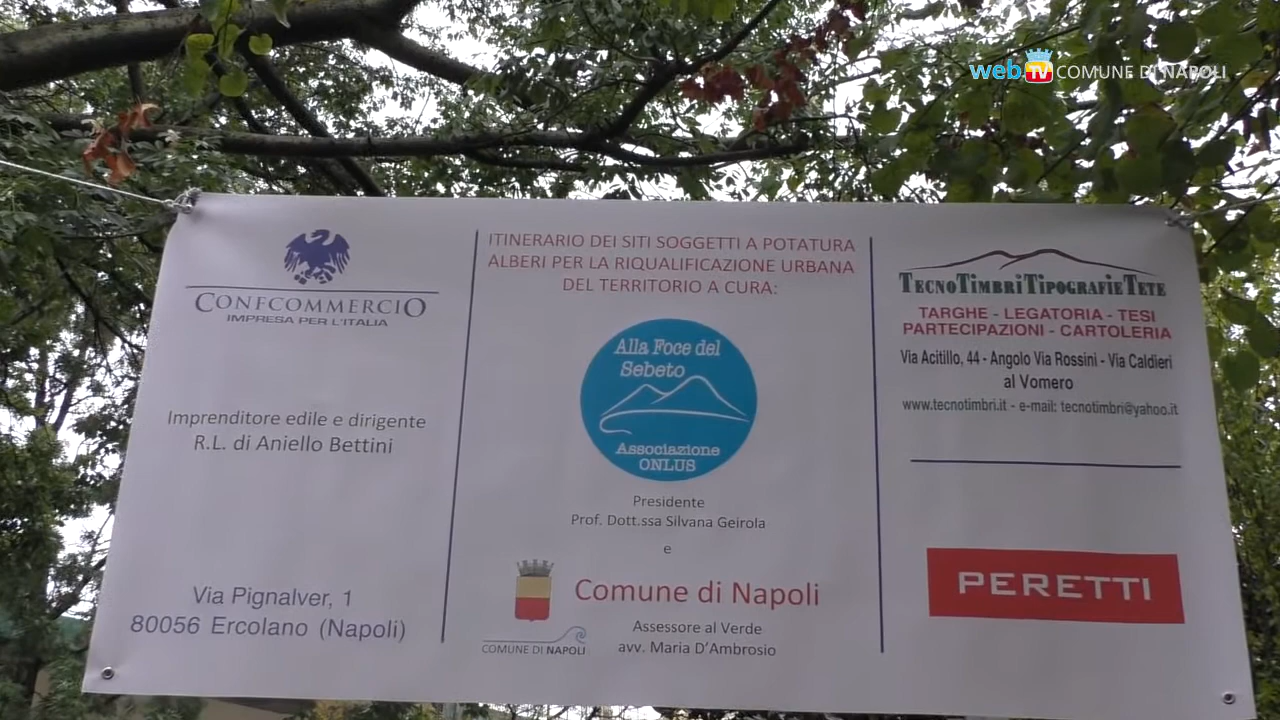 web TV COMUNE DI NAPOLI
CONFCOMMERCIO
IMPRESA PER L'ITALIA
Imprenditore edile e dirigente
R.L. di Aniello Bettini
Via Pignalver, 1
80056 Ercolano (Napoli)
ITINERARIO DEI SITI SOGGETTI A POTATURA
ALBERI PER LA RIQUALIFICAZIONE URBANA
DEL TERRITORIO A CURA:
Alla Foce del
Sebeto
Associazione
ONLUS
Presidente
Prof. Dott.ssa Silvana Geirola
e
Comune di Napoli
COMUNE DI NAPOLI
Assessore al Verde
avv. Maria D'Ambrosio
TECNOTIMBRITIPOGRAFIETETE
TARGHE - LEGATORIA - TESI
PARTECIPAZIONI - CARTOLERIA
Via Acitillo, 44 - Angolo Via Rossini - Via Caldieri
al Vomero
www.tecnotimbri.it - e-mail: tecnotimbri@yahoo.it
PERETTI